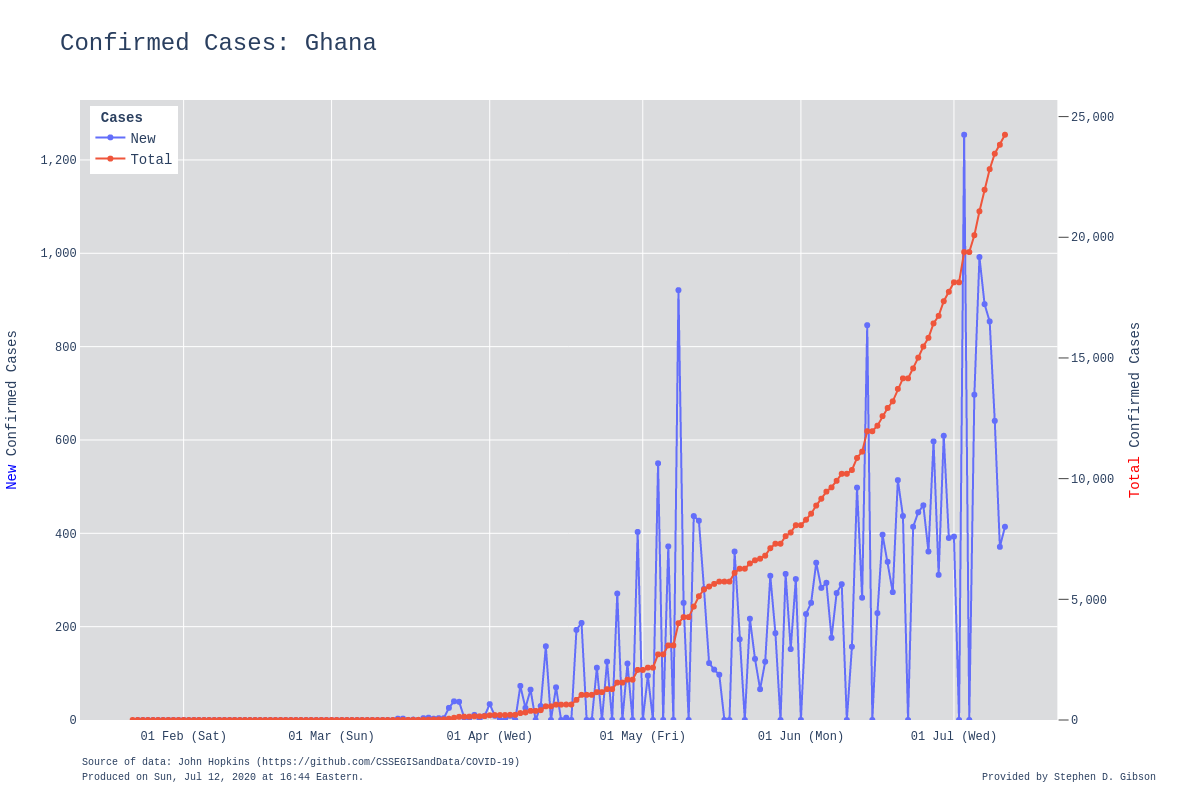 Confirmed Cases: Ghana
Cases
New
Total
1,200
1,000
800
600
400
200
0
New Confirmed Cases
25,000
20,000
15,000
10,000
5,000
0
Total Confirmed Cases
01 Feb (Sat)
01 Mar (Sun)
01 Apr (Wed)
01 May (Fri)
01 Jun (Mon)
01 Jul (Wed)
Source of data: John Hopkins (https://github.com/CSSEGISandData/COVID-19)
Produced on Sun, Jul 12, 2020 at 16:44 Eastern.
Provided by Stephen D. Gibson